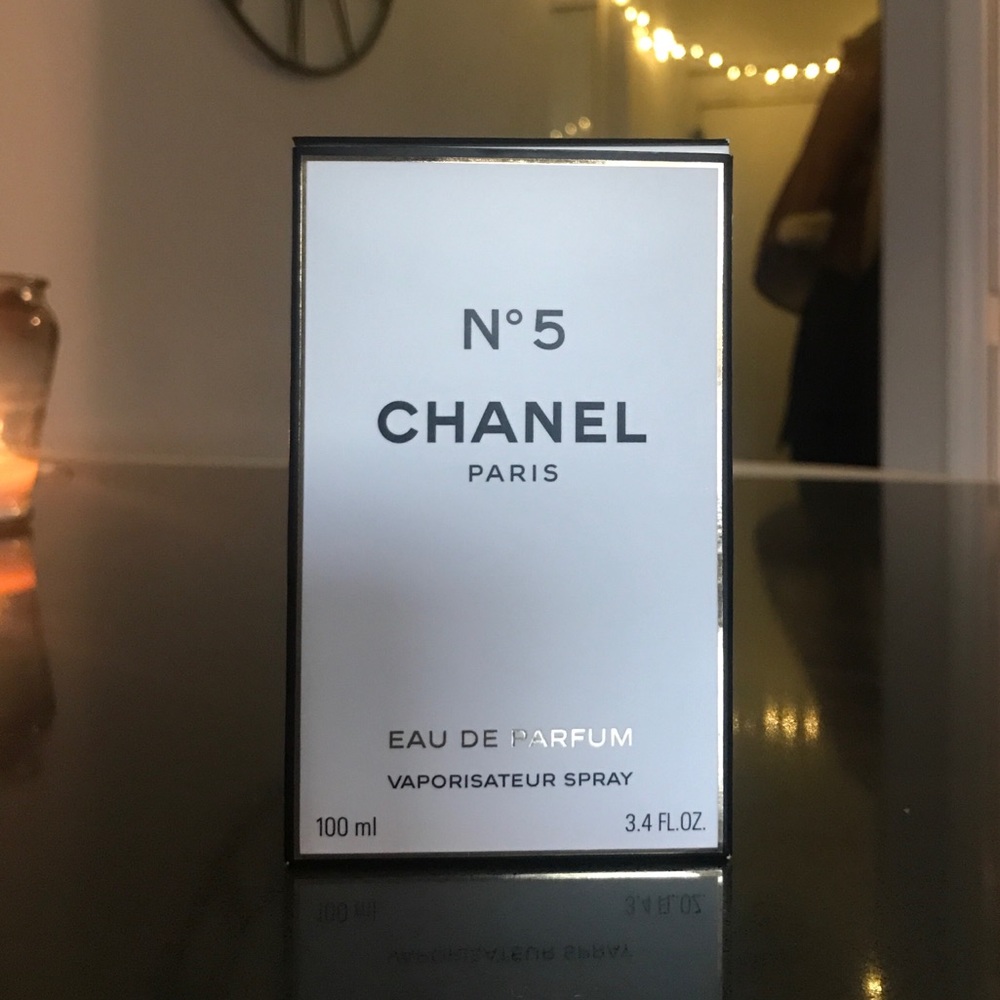 N°5
CHANEL
PARIS
EAU DE PARFUM
VAPORISATEUR SPRAY
100 ml 3.4 FL.OZ.